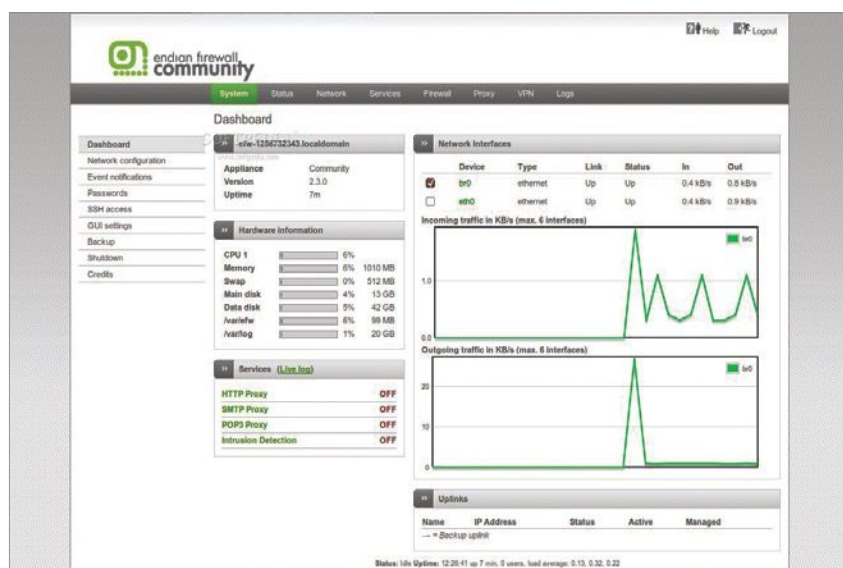 Help Logout
endian firewall
community
System Status Network Services Firewall Proxy VPN Logs
Dashboard
Dashboard
Network configuration
Event notifications
Passwords
SSH access
GUI settings
Backup
Shutdown
Credits
efw-1256732343.localdomain
Appliance Community
Version 2.3.0
Uptime 7m
Hardware information
CPU 1 6%
Memory 6% 1010 MB
Swap 0% 512 MB
Main disk 4% 13 GB
Data disk 5% 42 GB
/var/efw 6% 98 MB
/var/log 1% 20 GB
Services (Live log)
HTTP Proxy OFF
SMTP Proxy OFF
POP3 Proxy OFF
Intrusion Detection OFF
Network Interfaces
Device Type Link Status In Out
br0 ethernet Up Up 0.4 kB/s 0.8 kB/s
eth0 ethernet Up Up 0.4 kB/s 0.9 kB/s
Incoming traffic in KB/s (max. 6 interfaces)
br0
1.0
0.0
Outgoing traffic in KB/s (max. 6 interfaces)
br0
20
10
0
Uplinks
Name IP Address Status Active Managed
-- = Backup uplink
Status: Idle Uptime: 12:26:41 up 7 min, 0 users, load average: 0.13, 0.32, 0.22